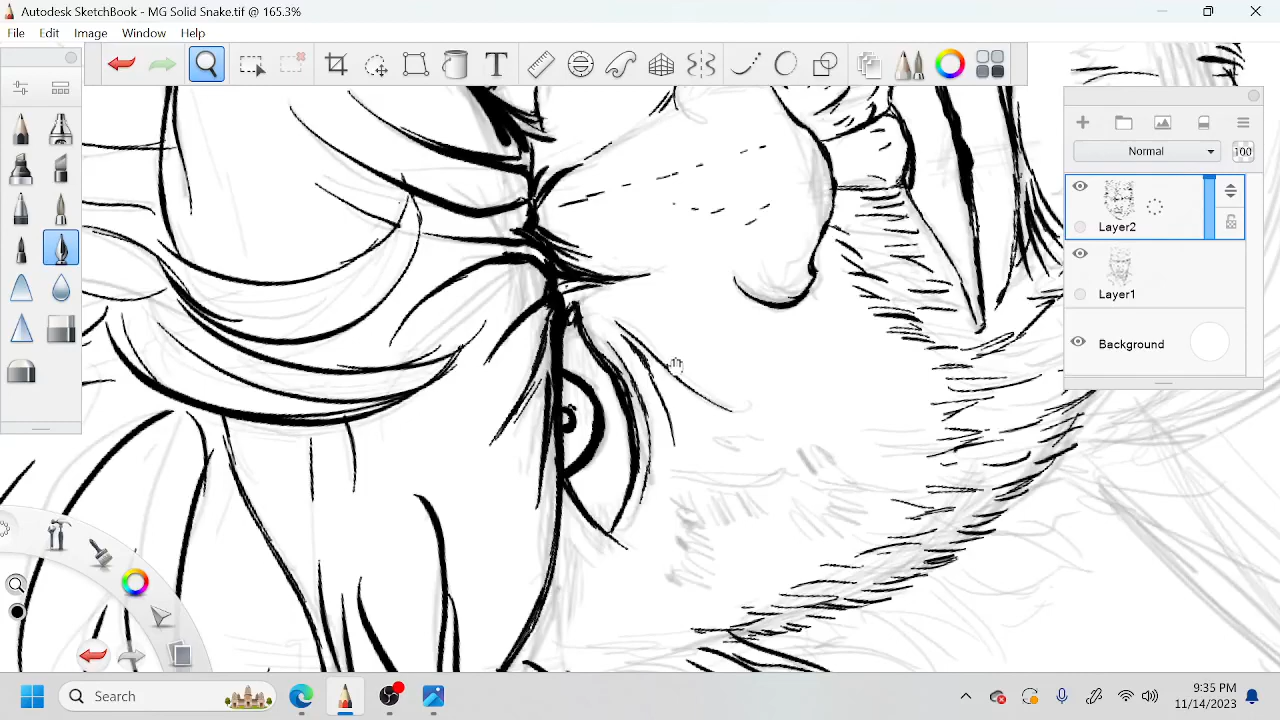 Autodesk SketchBook - MG Solid Snake.tif @ 165.3%
File Edit Image Window Help
T
Normal
100
Layer2
Layer1
Background
Search
9:35 PM
11/14/2023